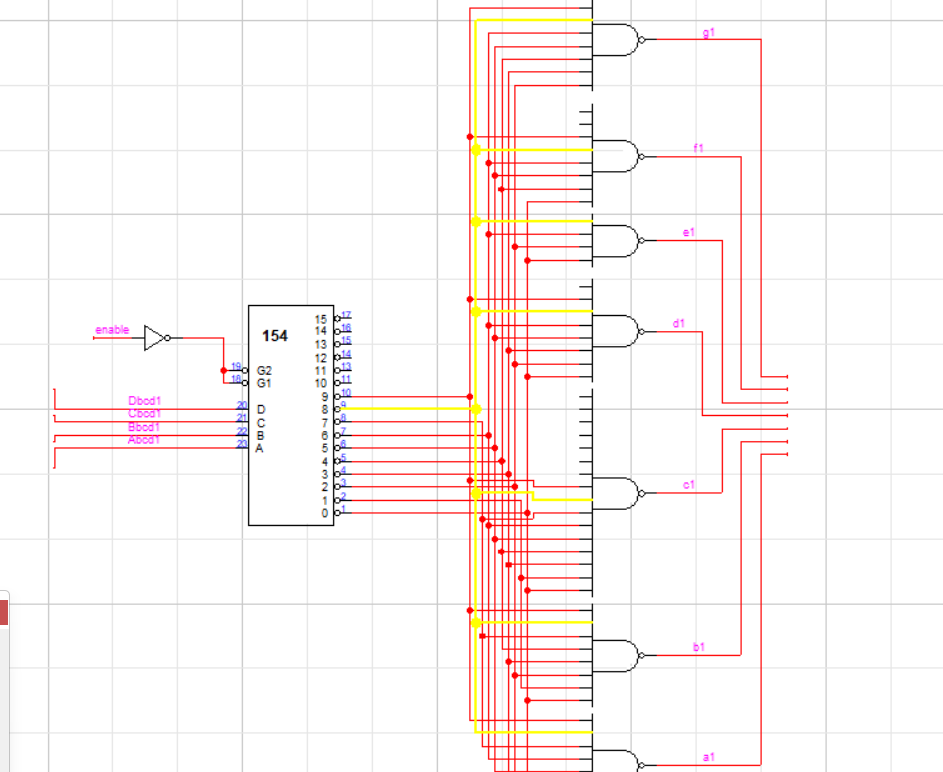 g1
f1
e1
d1
enable
154
15 17
14 16
13 15
12 14
19 G2 11 13
18 G1 10 11
9 10
Dbcd1 20 D 8 9
Cbcd1 21 C 7 8
Bbcd1 22 B 6 7
Abcd1 23 A 5 6
4 5
3 4
2 3
1 2
0 1
c1
b1
a1